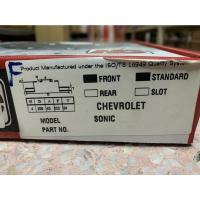 F
Product Manufactured under the ISO/TS 16949 Quality System
FRONT STANDARD
REAR SLOT
CHEVROLET
MODEL SONIC
PART NO.